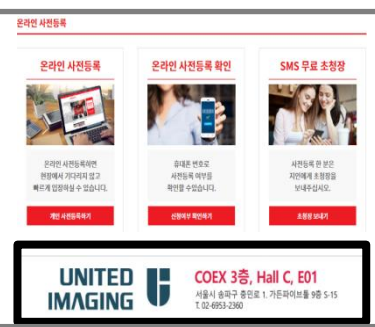 온라인 사전등록
온라인 사전등록
온라인 사전등록하면
현장에서 기다리지 않고
빠르게 입장하실 수 있습니다.
개인 사전등록하기
온라인 사전등록 확인
휴대폰 번호로
사전등록 여부를
확인할 수있습니다.
신청여부 확인하기
SMS 무료 초청장
사전등록 한 분은
지인에게 초청장을
보내주십시오.
초청장 보내기
UNITED
IMAGING
COEX 3층, Hall C, E01
서울시 송파구 충민로 1, 가든파이브툴 9층 S-15
T. 02-6953-2360